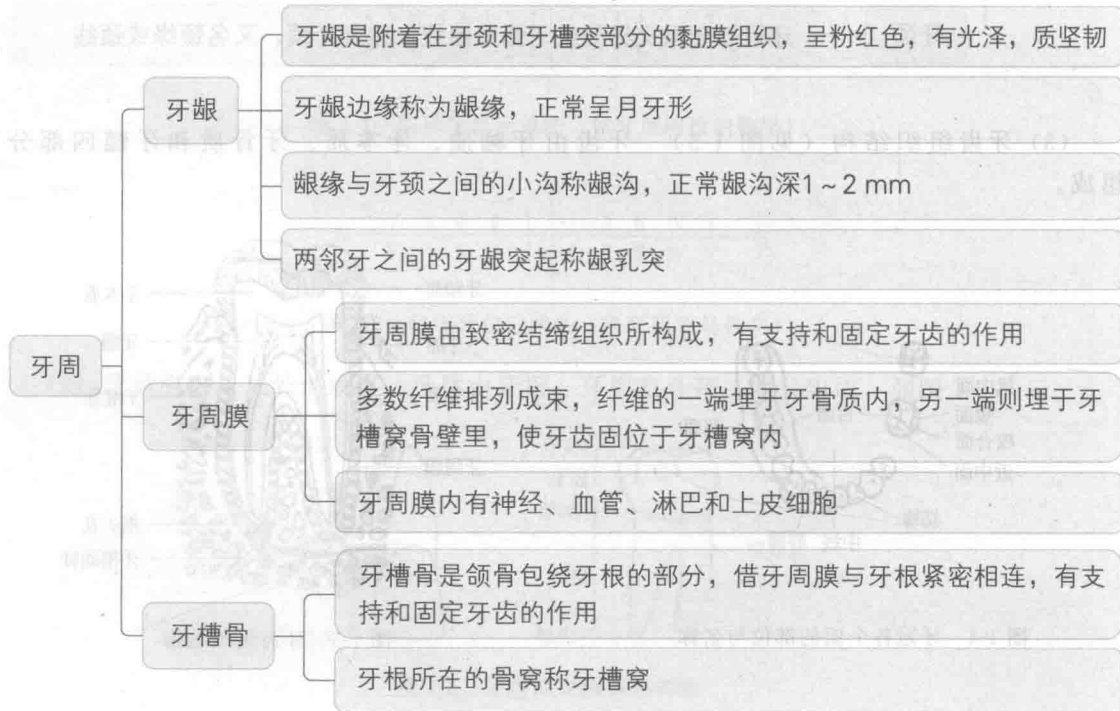 牙龈是附着在牙颈和牙槽突部分的黏膜组织，呈粉红色，有光泽，质坚韧
牙龈
牙龈边缘称为龈缘，正常呈月牙形
龈缘与牙颈之间的小沟称龈沟，正常龈沟深1～2 mm
两邻牙之间的牙龈突起称龈乳突
牙周
牙周膜由致密结缔组织所构成，有支持和固定牙齿的作用
牙周膜
多数纤维排列成束，纤维的一端埋于牙骨质内，另一端则埋于牙
槽窝骨壁里，使牙齿固位于牙槽窝内
牙周膜内有神经、血管、淋巴和上皮细胞
牙槽骨
牙槽骨是颌骨包绕牙根的部分，借牙周膜与牙根紧密相连，有支
持和固定牙齿的作用
牙根所在的骨窝称牙槽窝